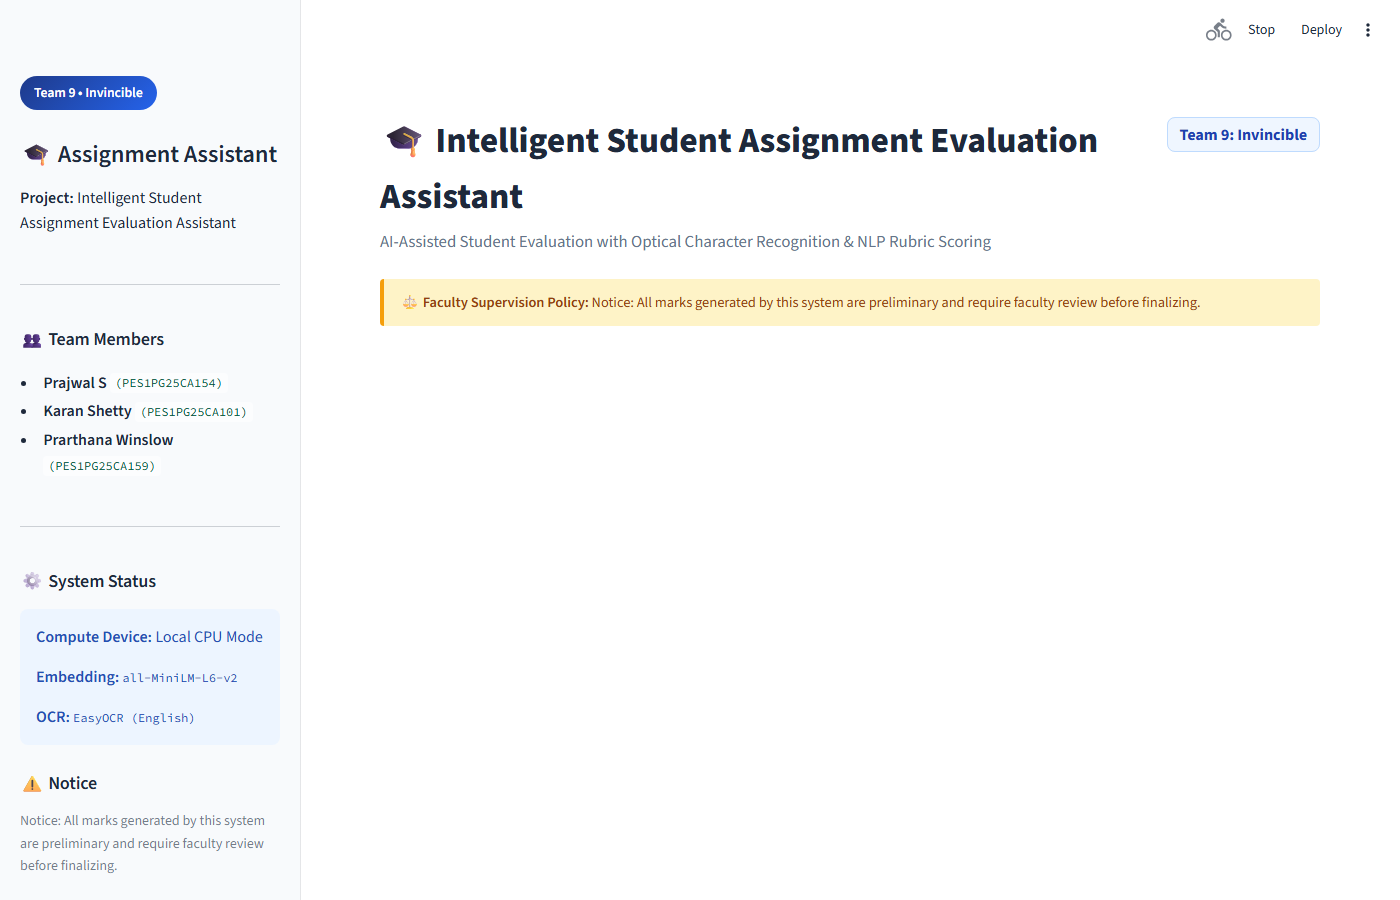 Stop
Deploy
Team 9 • Invincible
Assignment Assistant
Project: Intelligent Student
Assignment Evaluation Assistant
Team Members
Prajwal S (PES1PG25CA154)
Karan Shetty (PES1PG25CA101)
Prarthana Winslow
(PES1PG25CA159)
System Status
Compute Device: Local CPU Mode
Embedding: all-MiniLM-L6-v2
OCR: EasyOCR (English)
Notice
Notice: All marks generated by this system
are preliminary and require faculty review
before finalizing.
Intelligent Student Assignment Evaluation
Assistant
Team 9: Invincible
AI-Assisted Student Evaluation with Optical Character Recognition & NLP Rubric Scoring
Faculty Supervision Policy: Notice: All marks generated by this system are preliminary and require faculty review before finalizing.